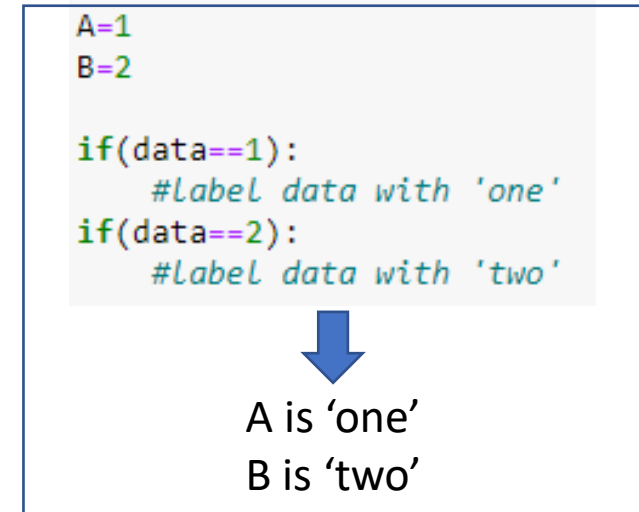 A=1
B=2
if(data==1):
    #label data with 'one'
if(data==2):
    #label data with 'two'
A is ‘one’
B is ‘two’